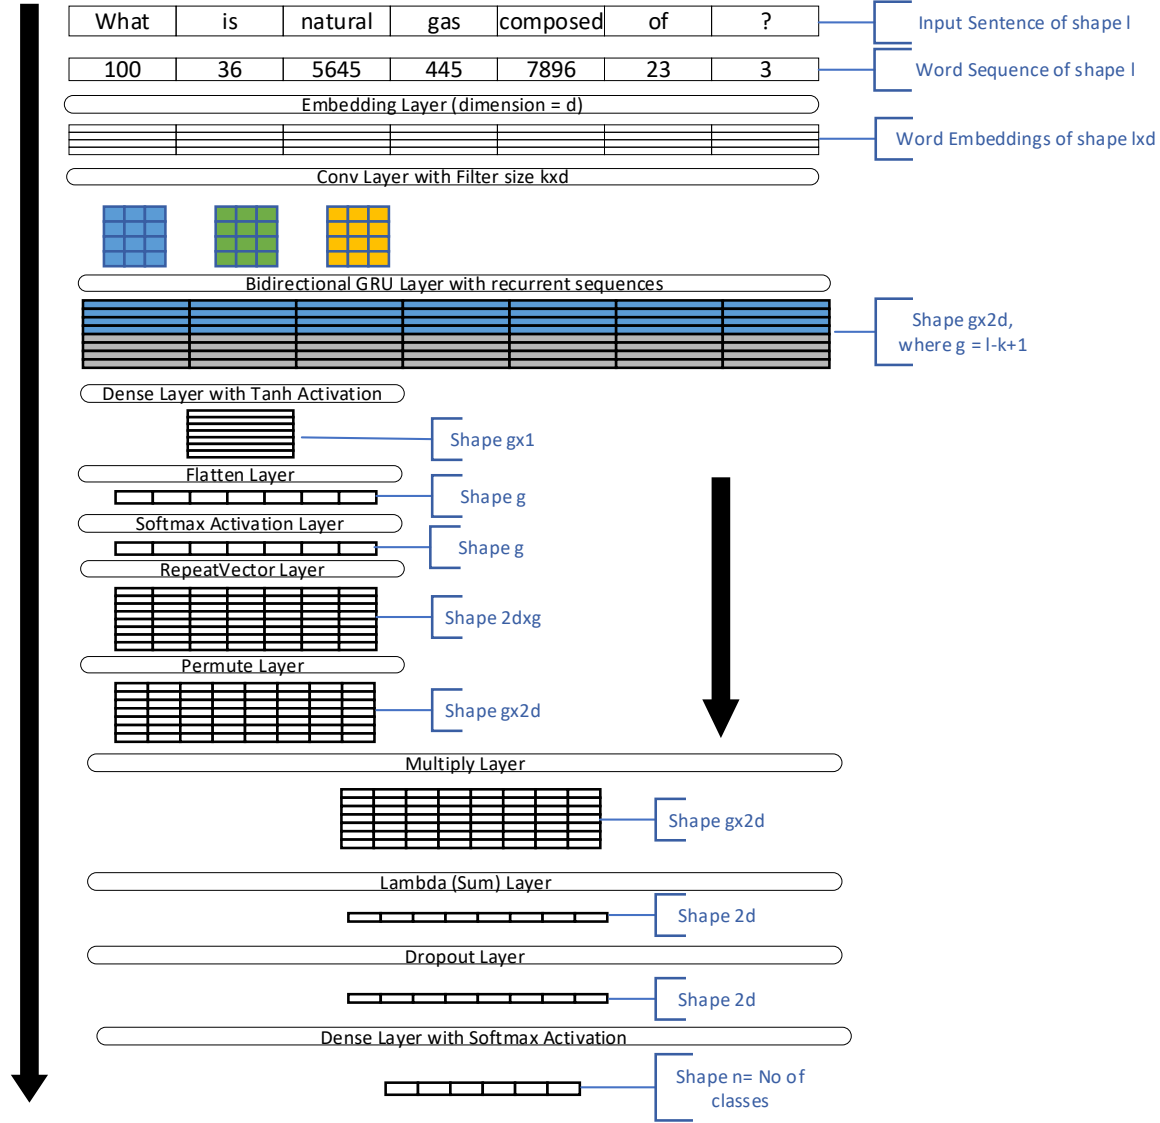 What is natural gas composed of ?
Input Sentence of shape l
100 36 5645 445 7896 23 3
Word Sequence of shape l
Embedding Layer (dimension = d)
Word Embeddings of shape lxd
Conv Layer with Filter size kxd
Bidirectional GRU Layer with recurrent sequences
Shape gx2d,
where g = l-k+1
Dense Layer with Tanh Activation
Shape gx1
Flatten Layer
Shape g
Softmax Activation Layer
Shape g
RepeatVector Layer
Shape 2dxg
Permute Layer
Shape gx2d
Multiply Layer
Shape gx2d
Lambda (Sum) Layer
Shape 2d
Dropout Layer
Shape 2d
Dense Layer with Softmax Activation
Shape n= No of
classes